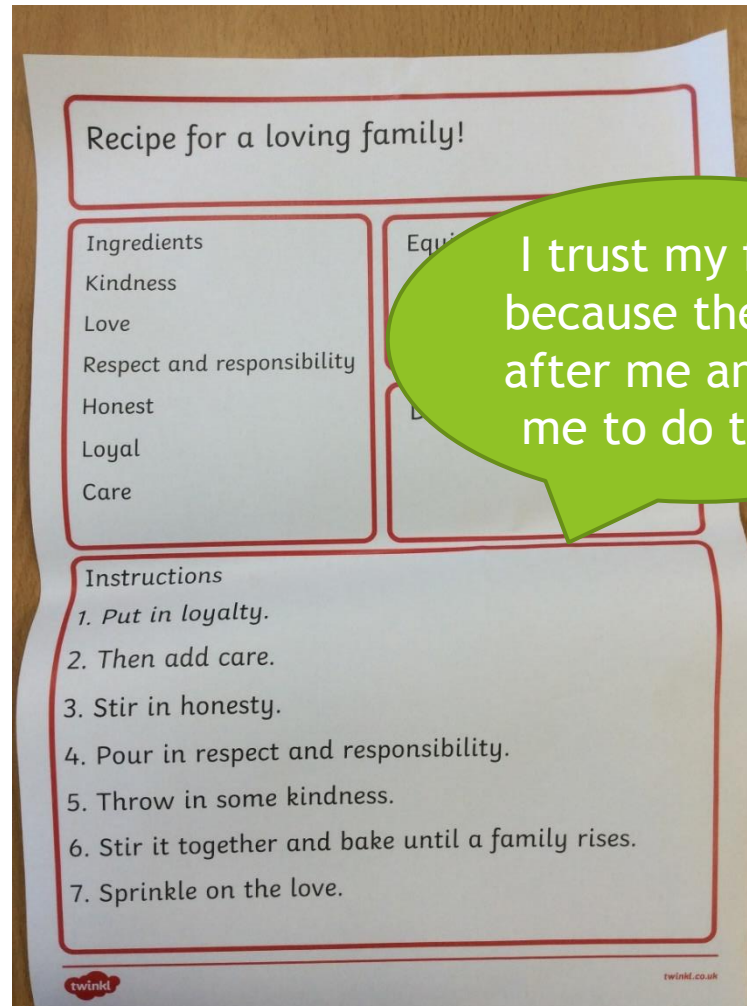 Recipe for a loving family!
Ingredients
Kindness
Love
Respect and responsibility
Honest
Loyal
Care
I trust my
because
after me
me to do
Instructions
1. Put in loyalty.
2. Then add care.
3. Stir in honesty.
4. Pour in respect and responsibility.
5. Throw in some kindness.
6. Stir it together and bake until a family rises.
7. Sprinkle on the love.
twinkl
twinkl.co.uk